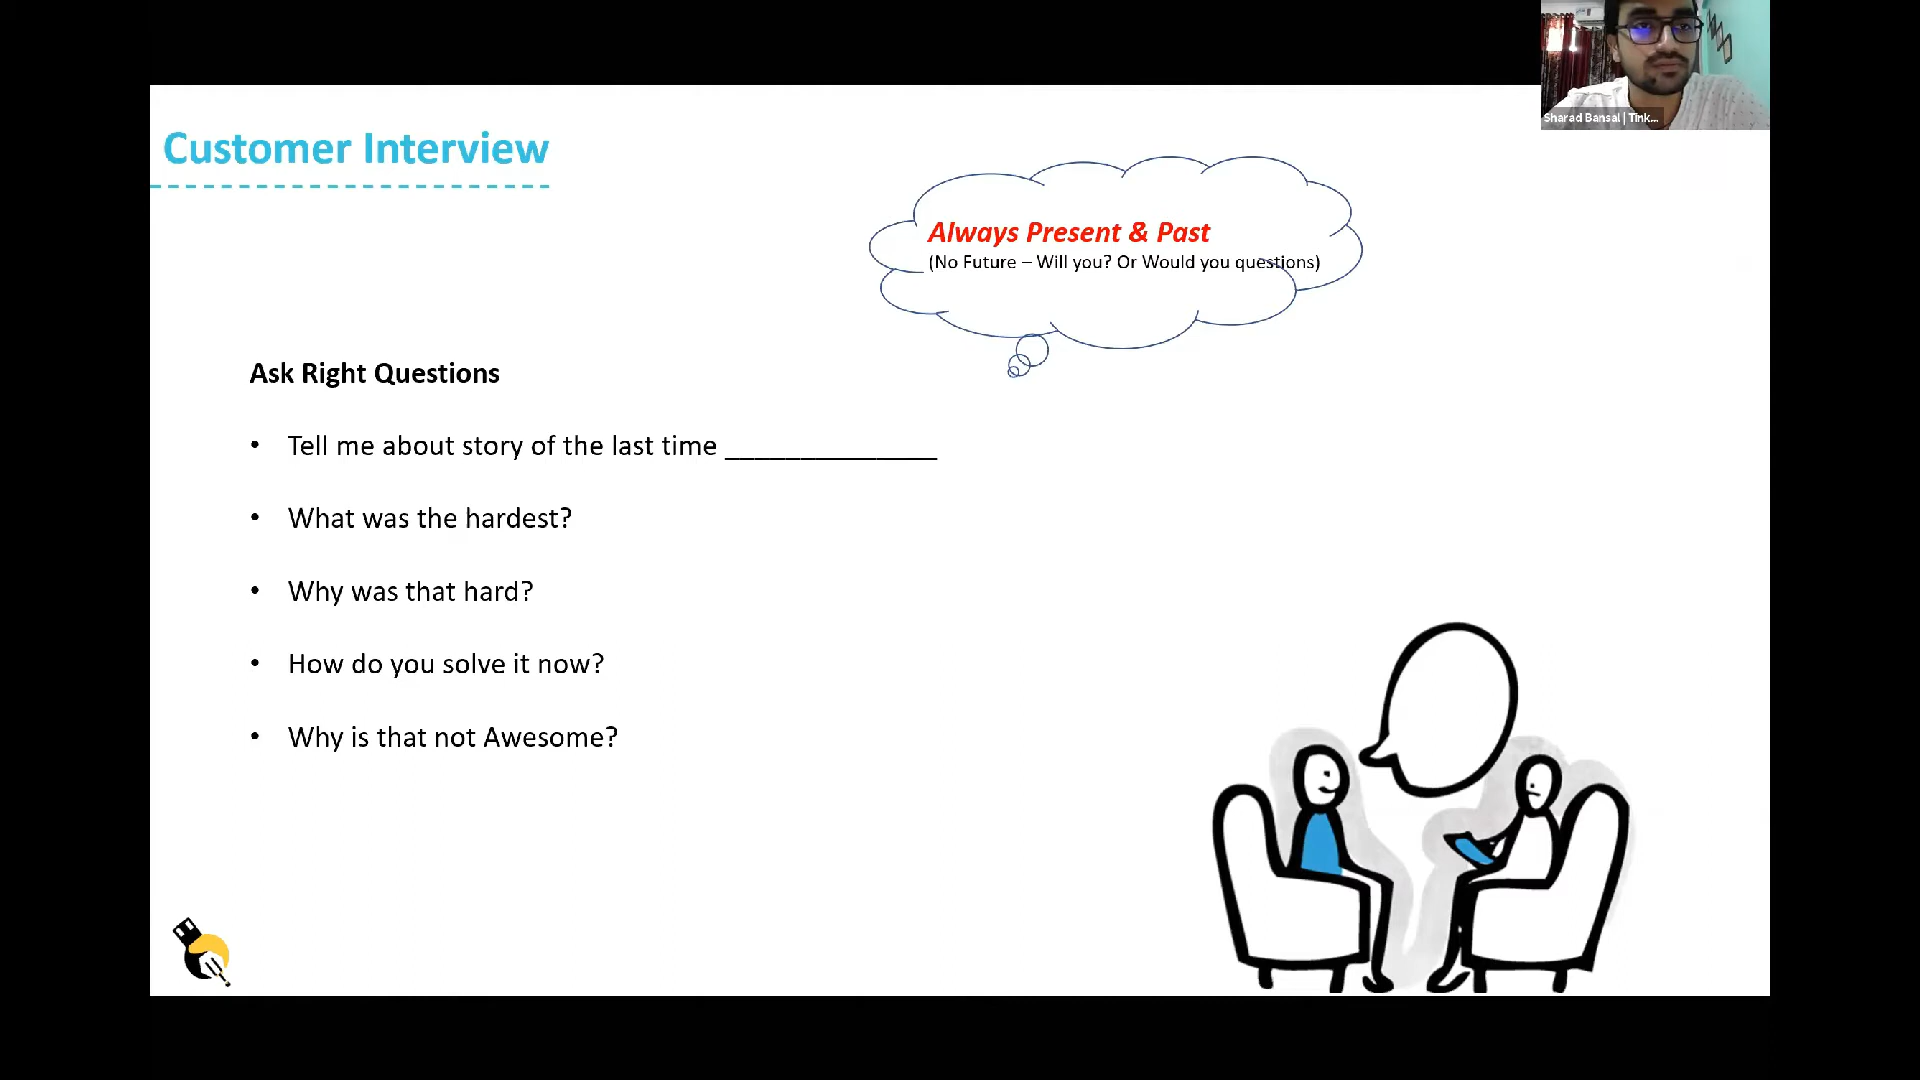 Sharad Bansal | Tink...
Customer Interview
Always Present & Past
(No Future – Will you? Or Would you questions)
Ask Right Questions
• Tell me about story of the last time ______________
• What was the hardest?
• Why was that hard?
• How do you solve it now?
• Why is that not Awesome?